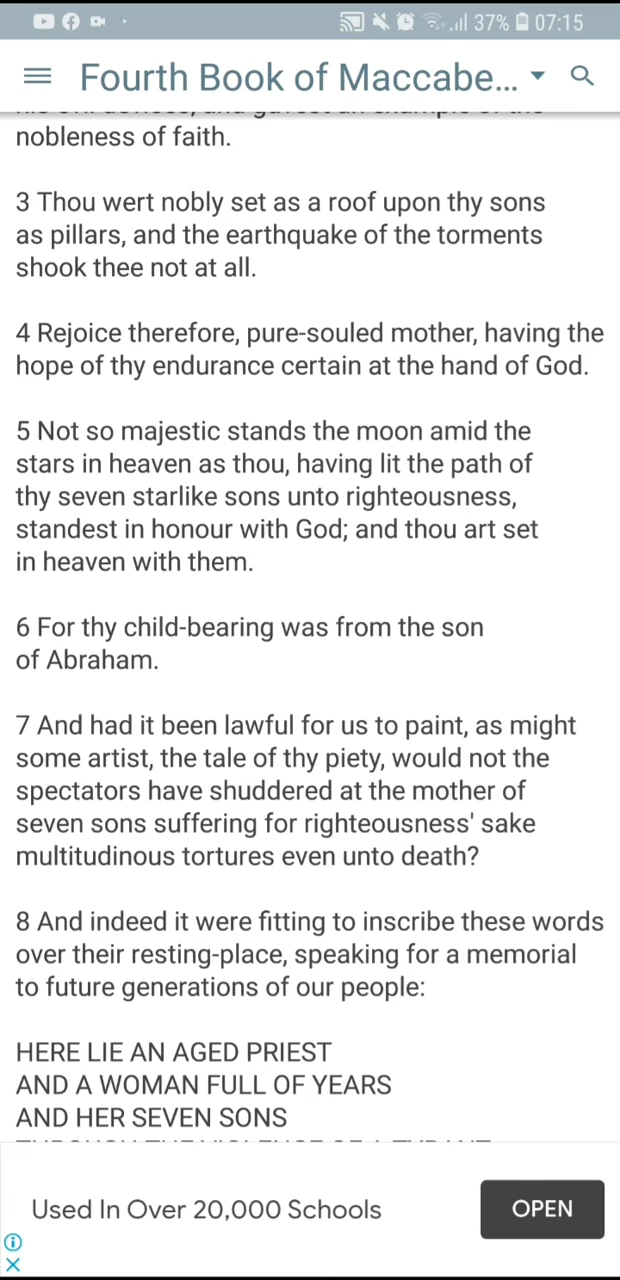 37% 07:15
Fourth Book of Maccabe...
nobleness of faith.
3 Thou wert nobly set as a roof upon thy sons
as pillars, and the earthquake of the torments
shook thee not at all.
4 Rejoice therefore, pure-souled mother, having the
hope of thy endurance certain at the hand of God.
5 Not so majestic stands the moon amid the
stars in heaven as thou, having lit the path of
thy seven starlike sons unto righteousness,
standest in honour with God; and thou art set
in heaven with them.
6 For thy child-bearing was from the son
of Abraham.
7 And had it been lawful for us to paint, as might
some artist, the tale of thy piety, would not the
spectators have shuddered at the mother of
seven sons suffering for righteousness' sake
multitudinous tortures even unto death?
8 And indeed it were fitting to inscribe these words
over their resting-place, speaking for a memorial
to future generations of our people:
HERE LIE AN AGED PRIEST
AND A WOMAN FULL OF YEARS
AND HER SEVEN SONS
Used In Over 20,000 Schools
OPEN